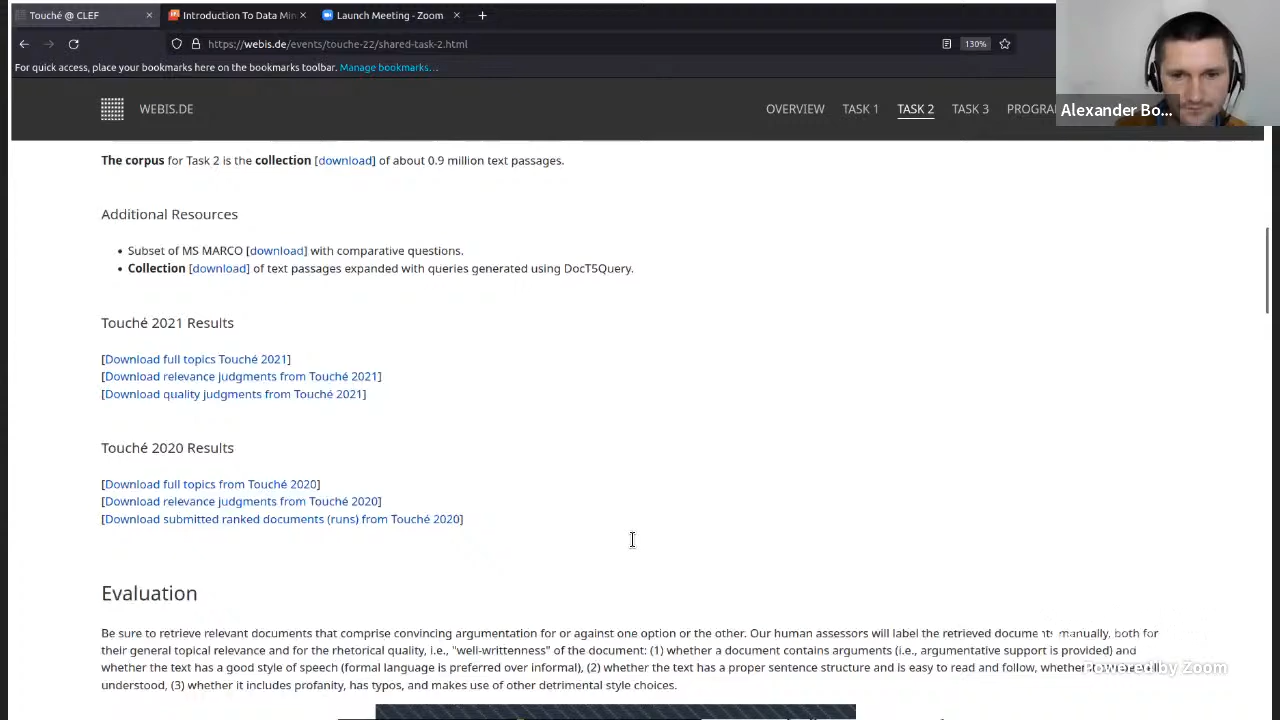 Touché @ CLEF
Introduction To Data Min
Launch Meeting - Zoom
https://webis.de/events/touche-22/shared-task-2.html
130%
For quick access, place your bookmarks here on the bookmarks toolbar. Manage bookmarks…
WEBIS.DE
OVERVIEW TASK 1 TASK 2 TASK 3 PROGRA
Alexander Bo...
The corpus for Task 2 is the collection [download] of about 0.9 million text passages.
Additional Resources
• Subset of MS MARCO [download] with comparative questions.
• Collection [download] of text passages expanded with queries generated using DocT5Query.
Touché 2021 Results
[Download full topics Touché 2021]
[Download relevance judgments from Touché 2021]
[Download quality judgments from Touché 2021]
Touché 2020 Results
[Download full topics from Touché 2020]
[Download relevance judgments from Touché 2020]
[Download submitted ranked documents (runs) from Touché 2020]
Evaluation
Be sure to retrieve relevant documents that comprise convincing argumentation for or against one option or the other. Our human assessors will label the retrieved documents manually, both for
their general topical relevance and for the rhetorical quality, i.e., "well-writtenness" of the document: (1) whether a document contains arguments (i.e., argumentative support is provided) and
whether the text has a good style of speech (formal language is preferred over informal), (2) whether the text has a proper sentence structure and is easy to read and follow, whether
understood, (3) whether it includes profanity, has typos, and makes use of other detrimental style choices.
Powered by Zoom